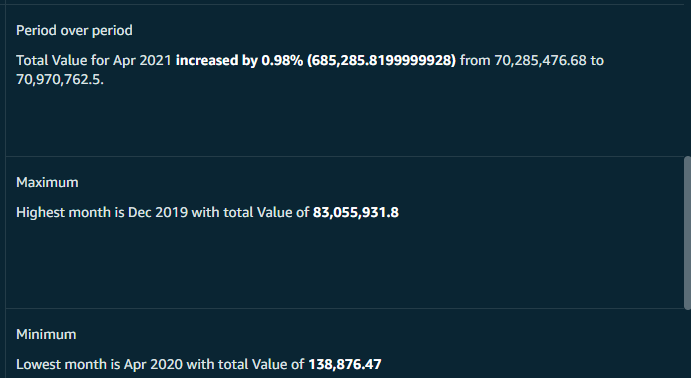 Period over period
Total Value for Apr 2021 increased by 0.98% (685,285.8199999928) from 70,285,476.68 to
70,970,762.5.
Maximum
Highest month is Dec 2019 with total Value of 83,055,931.8
Minimum
Lowest month is Apr 2020 with total Value of 138,876.47